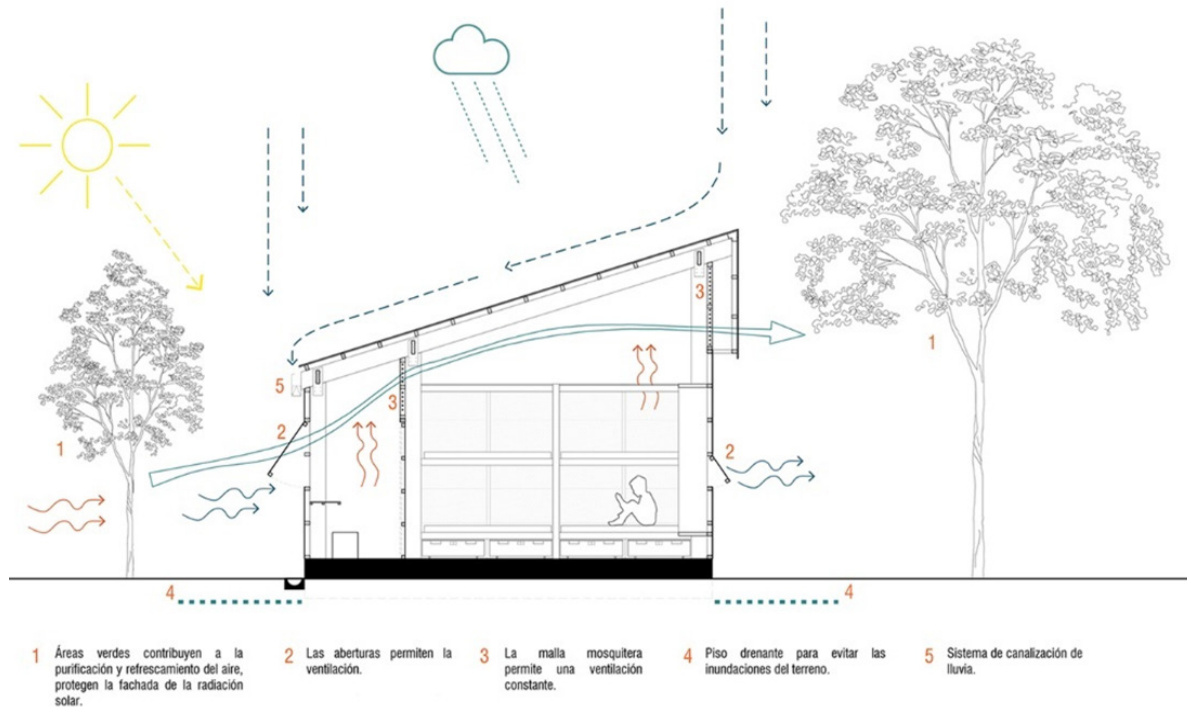 1
1
2
2
3
3
4
4
5
1 Áreas verdes contribuyen a la
purificación y refrescamiento del aire,
protegen la fachada de la radiación
solar.
2 Las aberturas permiten la
ventilación.
3 La malla mosquitera
permite una ventilación
constante.
4 Piso drenante para evitar las
inundaciones del terreno.
5 Sistema de canalización de
lluvia.